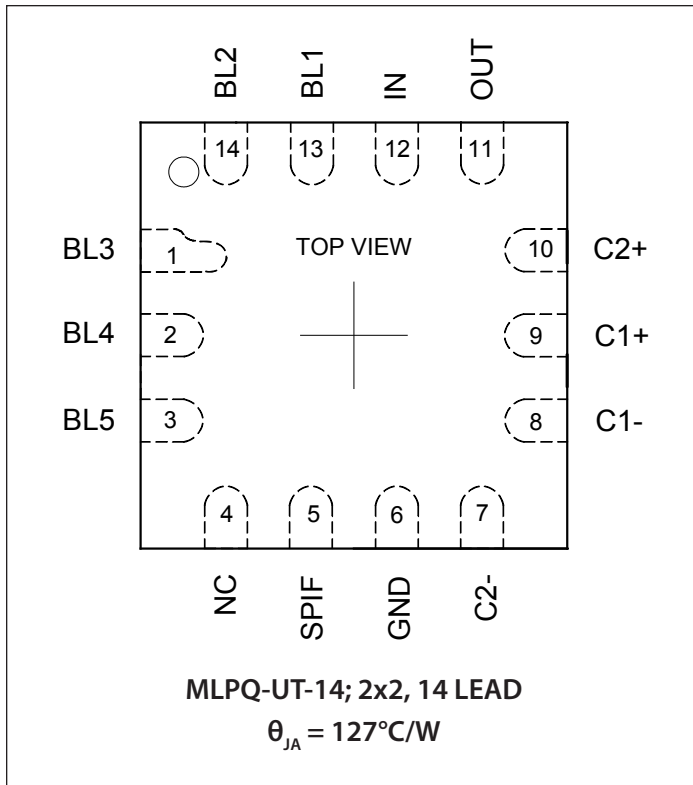 BL2 BL1 IN OUT
14 13 12 11
BL3 1 TOP VIEW 10 C2+
BL4 2 9 C1+
BL5 3 8 C1-
4 5 6 7
NC SPIF GND C2-
MLPQ-UT-14; 2x2, 14 LEAD
θJA = 127°C/W